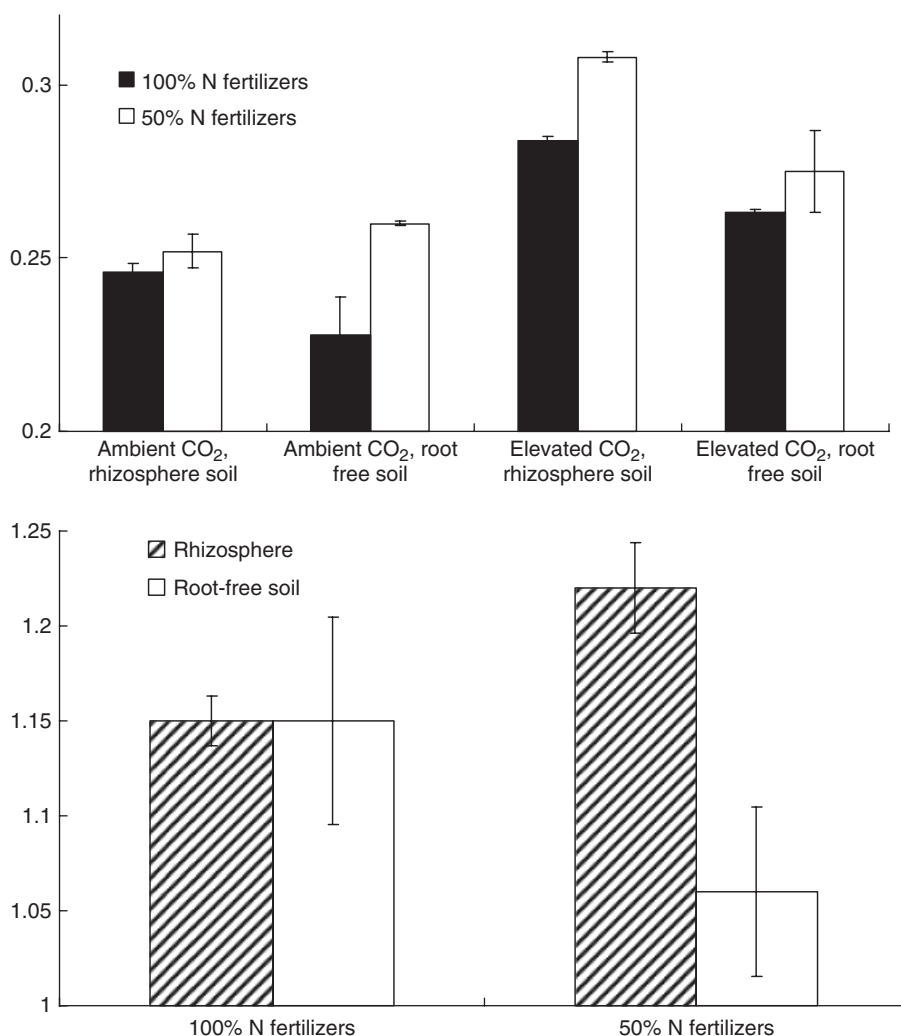 100% N fertilizers
50% N fertilizers
0.3
0.25
0.2
Ambient CO₂, rhizosphere soil
Ambient CO₂, root free soil
Elevated CO₂, rhizosphere soil
Elevated CO₂, root free soil
1.25
Rhizosphere
Root-free soil
1.2
1.15
1.1
1.05
1
100% N fertilizers
50% N fertilizers